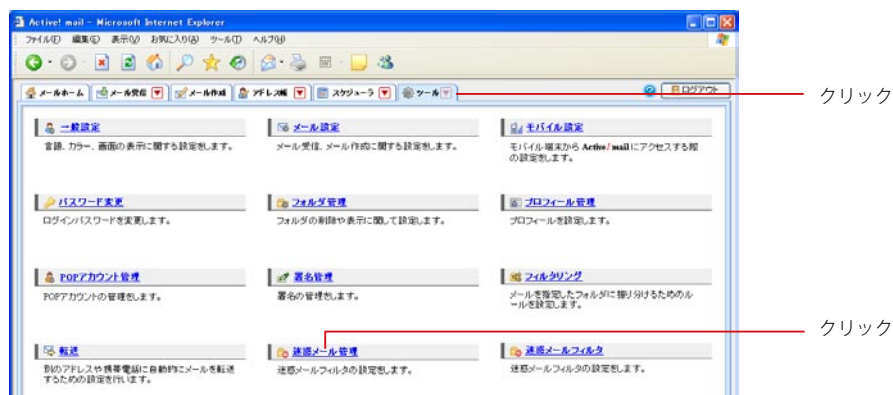 Active! mail - Microsoft Internet Explorer
ファイル(F) 編集(E) 表示(V) お気に入り(A) ツール(T) ヘルプ(H)
メールホーム メール受信 メール作成 アドレス帳 スケジューラ ツール ログアウト
クリック
一般設定 メール設定 モバイル設定
言語、カラー、画面の表示に関する設定をします。 メール受信、メール作成に関する設定をします。 モバイル端末から Active! mail にアクセスする際
の設定をします。
パスワード変更 フォルダ管理 プロフィール管理
ログインパスワードを変更します。 フォルダの削除や表示に関して設定します。 プロフィールを設定します。
POPアカウント管理 署名管理 フィルタリング
POPアカウントの管理をします。 署名の管理をします。 メールを指定したフォルダに振り分けるためのル
ールを設定します。
クリック
転送 迷惑メール管理 迷惑メールフィルタ
別のアドレスや携帯電話に自動的にメールを転送 迷惑メールフィルタの設定をします。 迷惑メールフィルタの設定をします。
するための設定を行います。